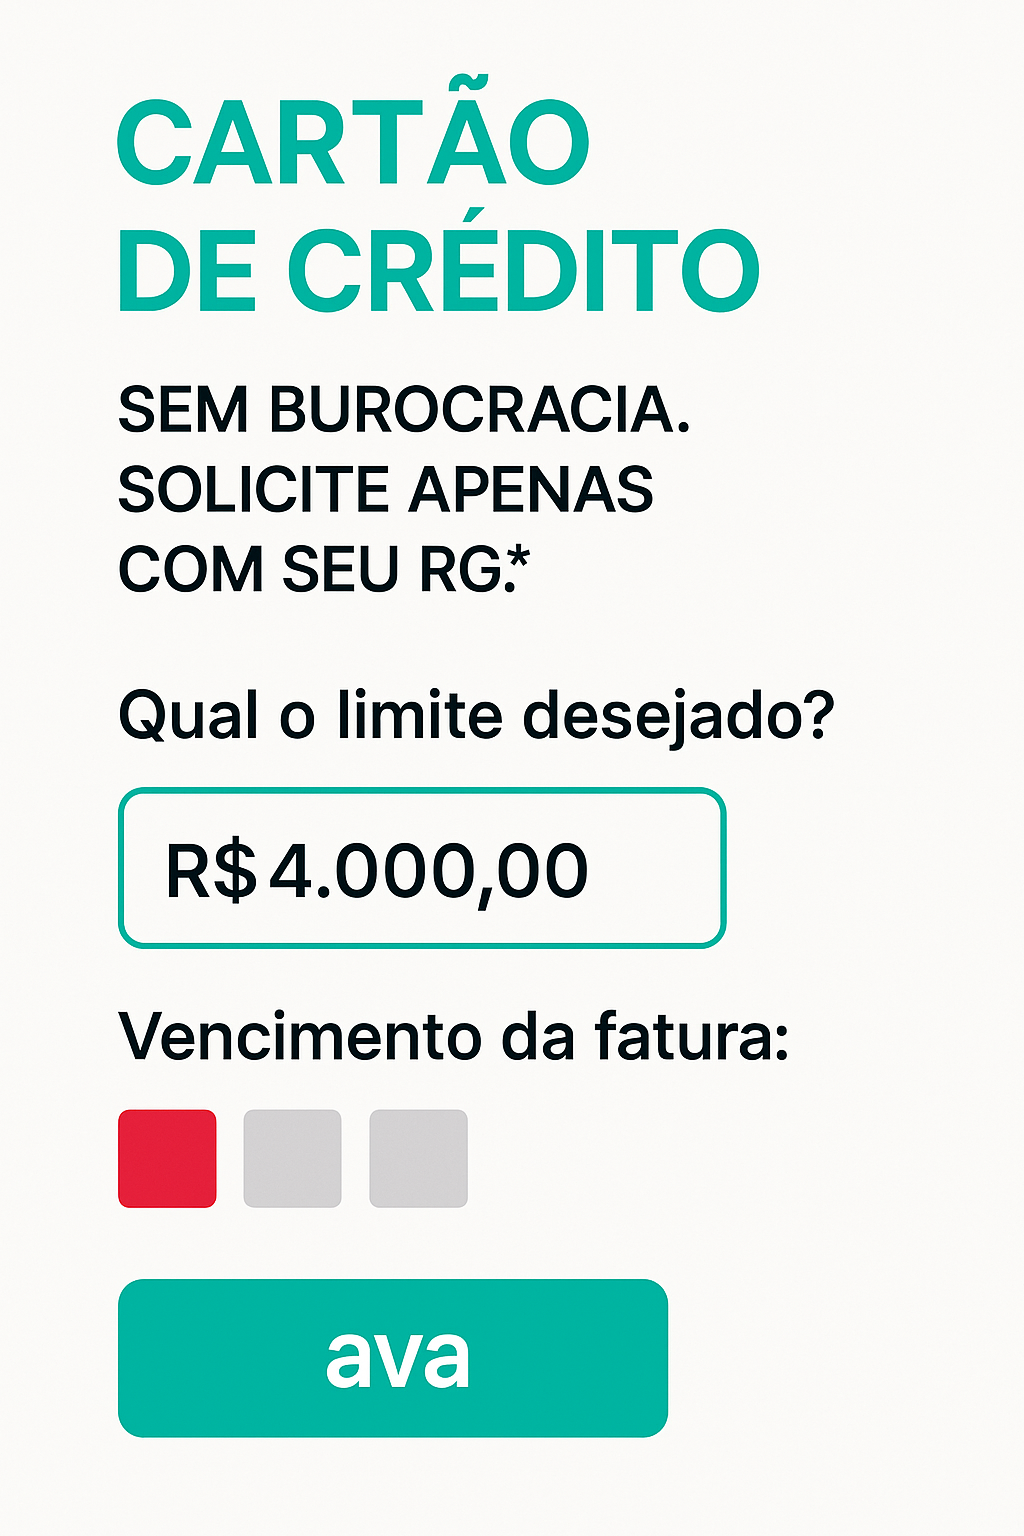 CARTÃO
DE CRÉDITO
SEM BUROCRACIA.
SOLICITE APENAS
COM SEU RG.*
Qual o limite desejado?
R$ 4.000,00
Vencimento da fatura:
ava